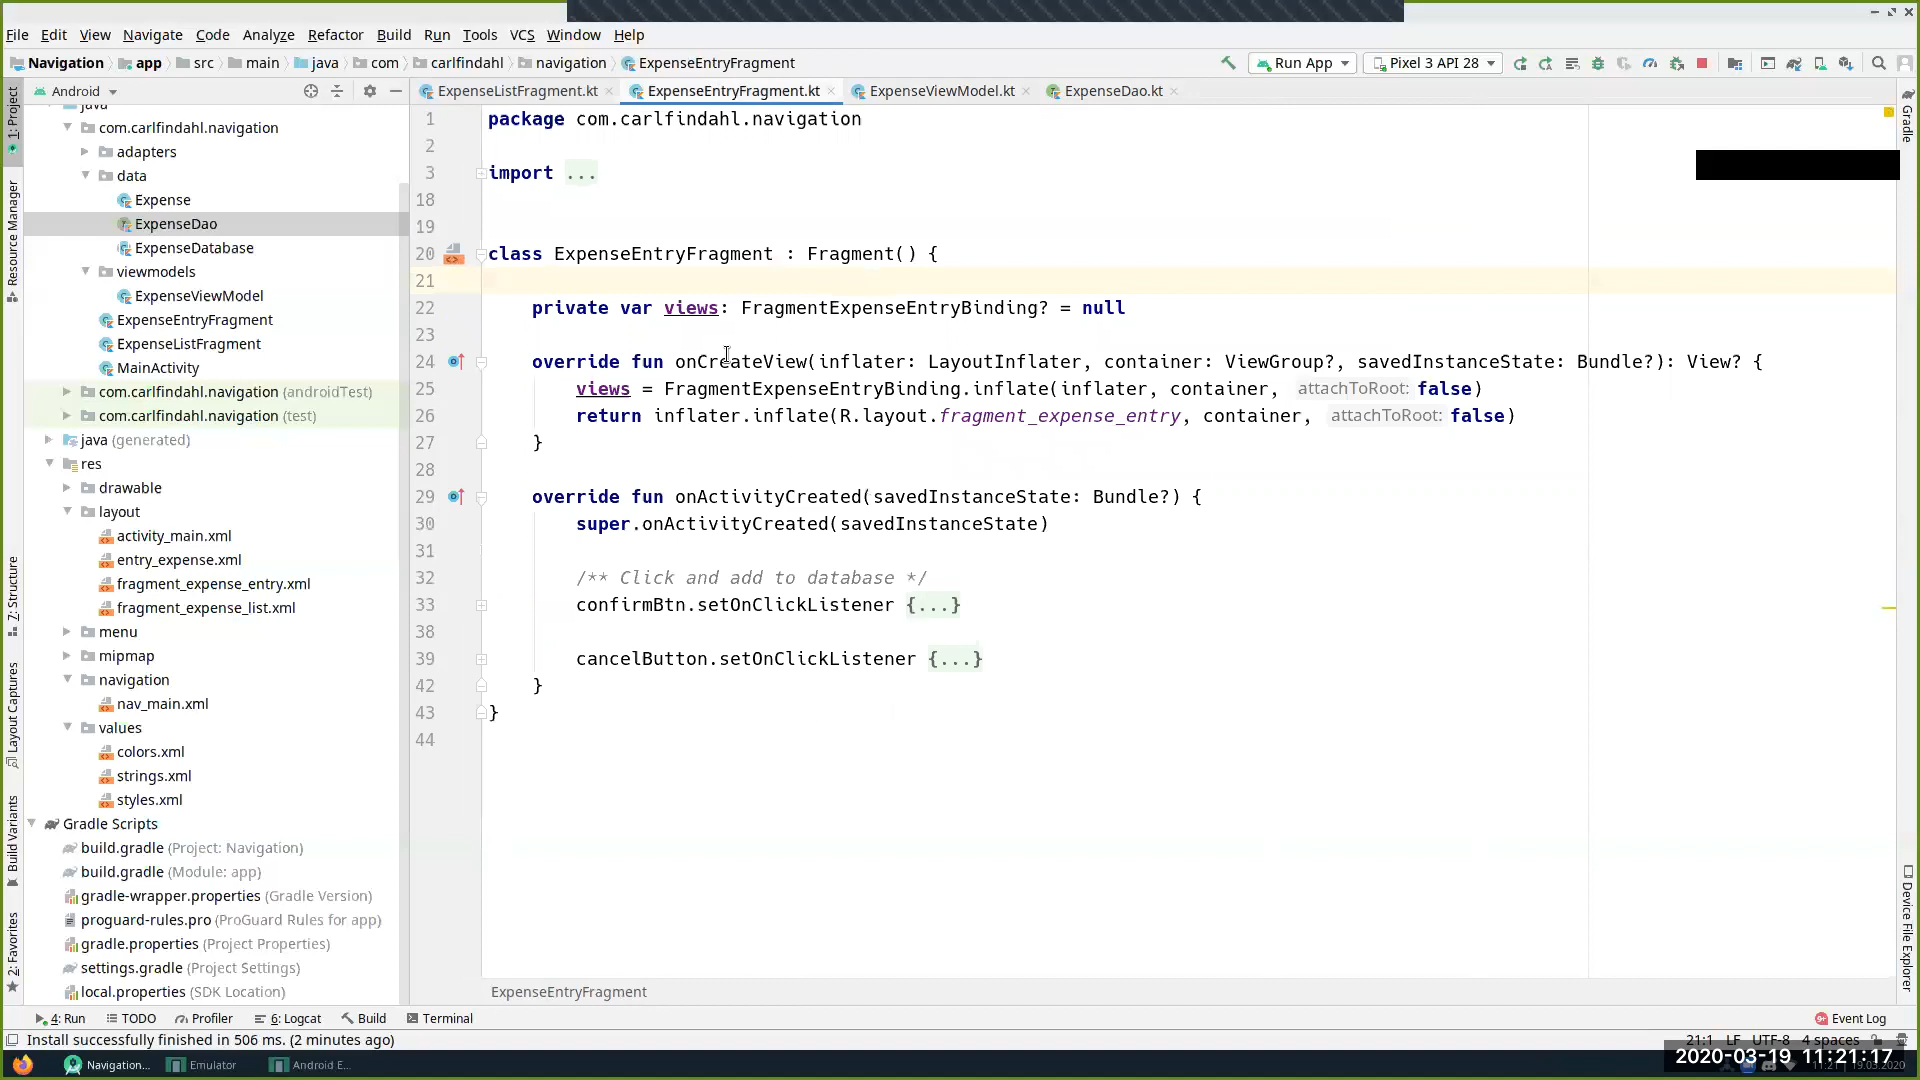 File Edit View Navigate Code Analyze Refactor Build Run Tools VCS Window Help
Navigation app src main java com carlfindahl navigation ExpenseEntryFragment Run App Pixel 3 API 28
Android
ExpenseListFragment.kt ExpenseEntryFragment.kt ExpenseViewModel.kt ExpenseDao.kt
1: Project
Resource Manager
7: Structure
Layout Captures
Build Variants
2: Favorites
java
com.carlfindahl.navigation
adapters
data
Expense
ExpenseDao
ExpenseDatabase
viewmodels
ExpenseViewModel
ExpenseEntryFragment
ExpenseListFragment
MainActivity
com.carlfindahl.navigation (androidTest)
com.carlfindahl.navigation (test)
java (generated)
res
drawable
layout
activity_main.xml
entry_expense.xml
fragment_expense_entry.xml
fragment_expense_list.xml
menu
mipmap
navigation
nav_main.xml
values
colors.xml
strings.xml
styles.xml
Gradle Scripts
build.gradle (Project: Navigation)
build.gradle (Module: app)
gradle-wrapper.properties (Gradle Version)
proguard-rules.pro (ProGuard Rules for app)
gradle.properties (Project Properties)
settings.gradle (Project Settings)
local.properties (SDK Location)
1 package com.carlfindahl.navigation
2
3 import ...
18
19
20 class ExpenseEntryFragment : Fragment() {
21
22 private var views: FragmentExpenseEntryBinding? = null
23
24 override fun onCreateView(inflater: LayoutInflater, container: ViewGroup?, savedInstanceState: Bundle?): View? {
25 views = FragmentExpenseEntryBinding.inflate(inflater, container, attachToRoot: false)
26 return inflater.inflate(R.layout.fragment_expense_entry, container, attachToRoot: false)
27 }
28
29 override fun onActivityCreated(savedInstanceState: Bundle?) {
30 super.onActivityCreated(savedInstanceState)
31
32 /** Click and add to database */
33 confirmBtn.setOnClickListener {...}
38
39 cancelButton.setOnClickListener {...}
42 }
43 }
44
ExpenseEntryFragment
Gradle
Device File Explorer
4: Run TODO Profiler 6: Logcat Build Terminal Event Log
Install successfully finished in 506 ms. (2 minutes ago) 21:1 LF UTF-8 4 spaces
Navigation... Emulator Android E...
2020-03-19 11:21:17